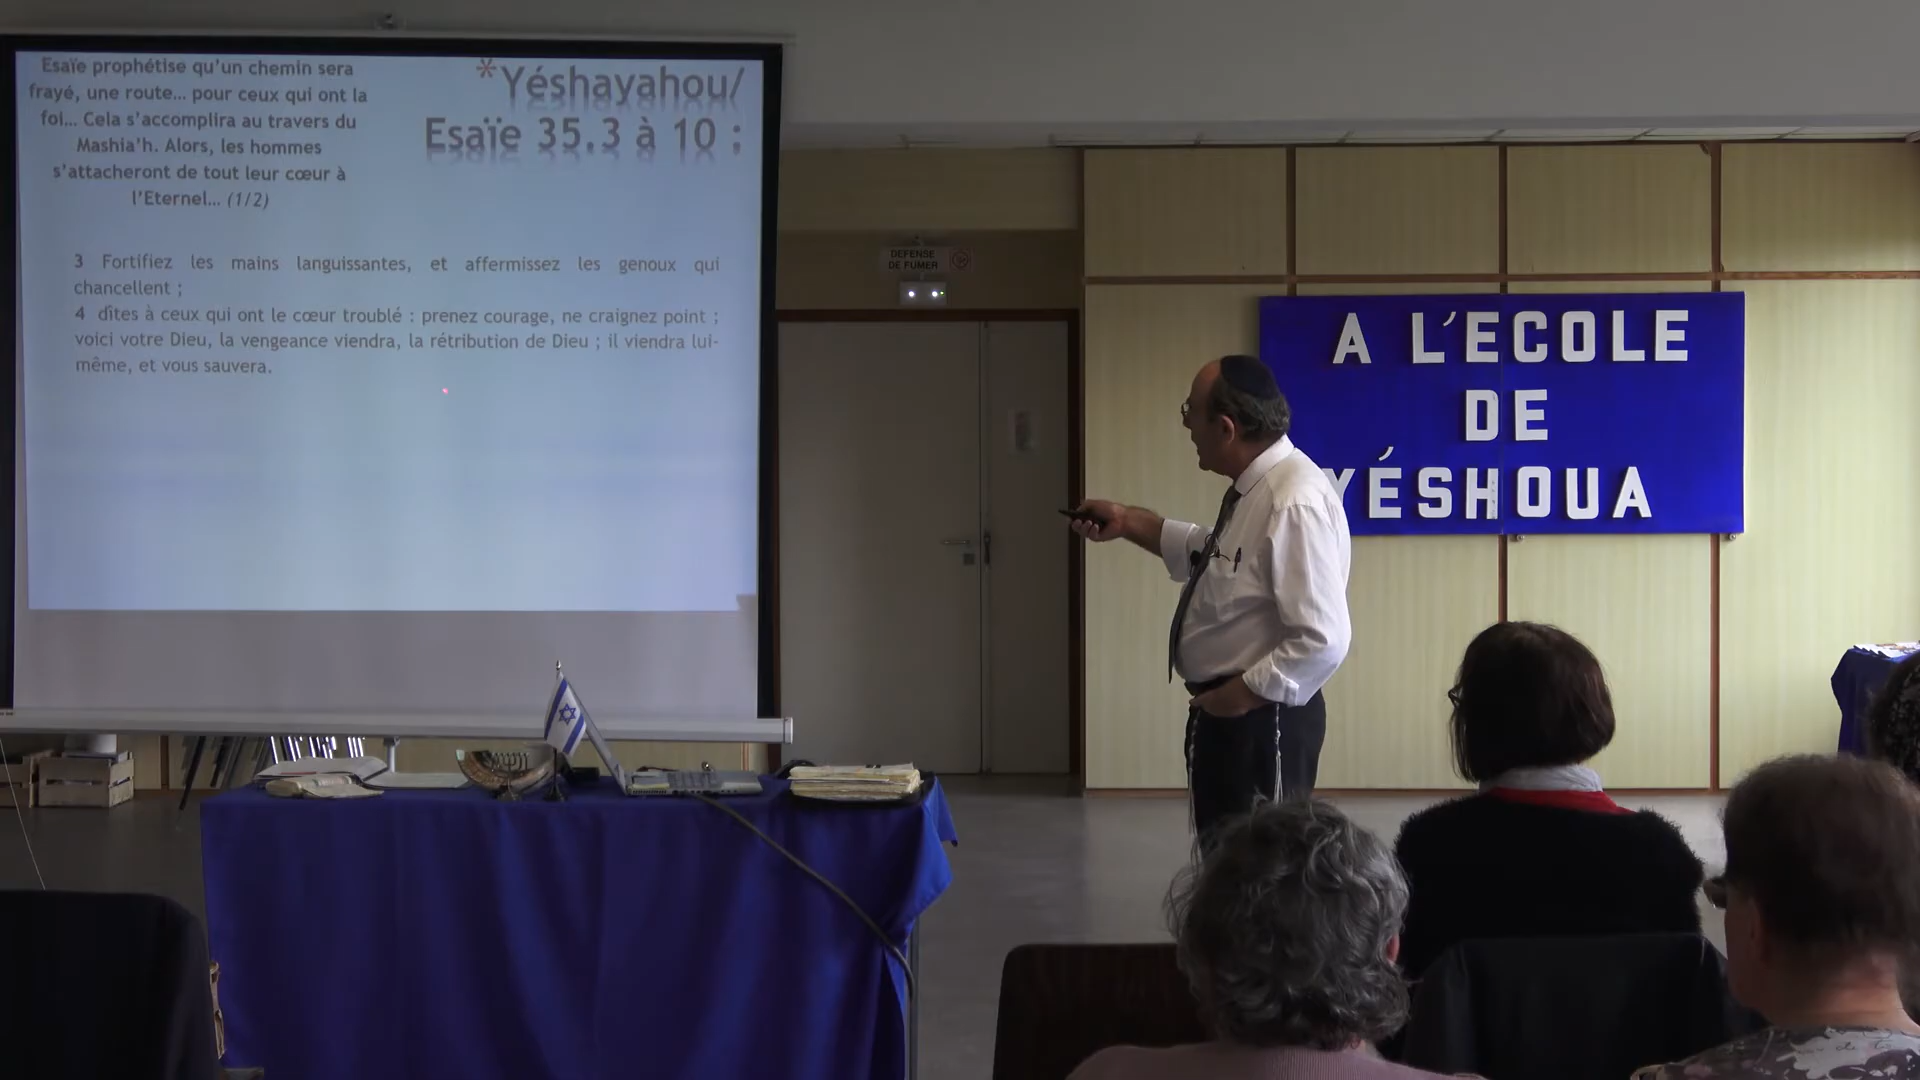 Esaïe prophétise qu'un chemin sera
frayé, une route... pour ceux qui ont la
foi... Cela s'accomplira au travers du
Mashia'h. Alors, les hommes
s'attacheront de tout leur cœur à
l'Eternel... (1/2)
*Yéshayahou/
Esaïe 35.3 à 10 :
3 Fortifiez les mains languissantes, et affermissez les genoux qui
chancellent ;
4 dîtes à ceux qui ont le cœur troublé : prenez courage, ne craignez point ;
voici votre Dieu, la vengeance viendra, la rétribution de Dieu ; il viendra lui-
même, et vous sauvera.
DEFENSE
DE FUMER
A L'ECOLE
DE
YÉSHOUA